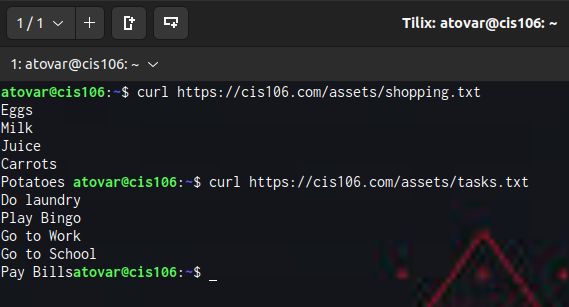 1 / 1
Tilix: atovar@cis106: ~
1: atovar@cis106: ~
atovar@cis106:~$ curl https://cis106.com/assets/shopping.txt
Eggs
Milk
Juice
Carrots
Potatoes atovar@cis106:~$ curl https://cis106.com/assets/tasks.txt
Do laundry
Play Bingo
Go to Work
Go to School
Pay Billsatovar@cis106:~$ _